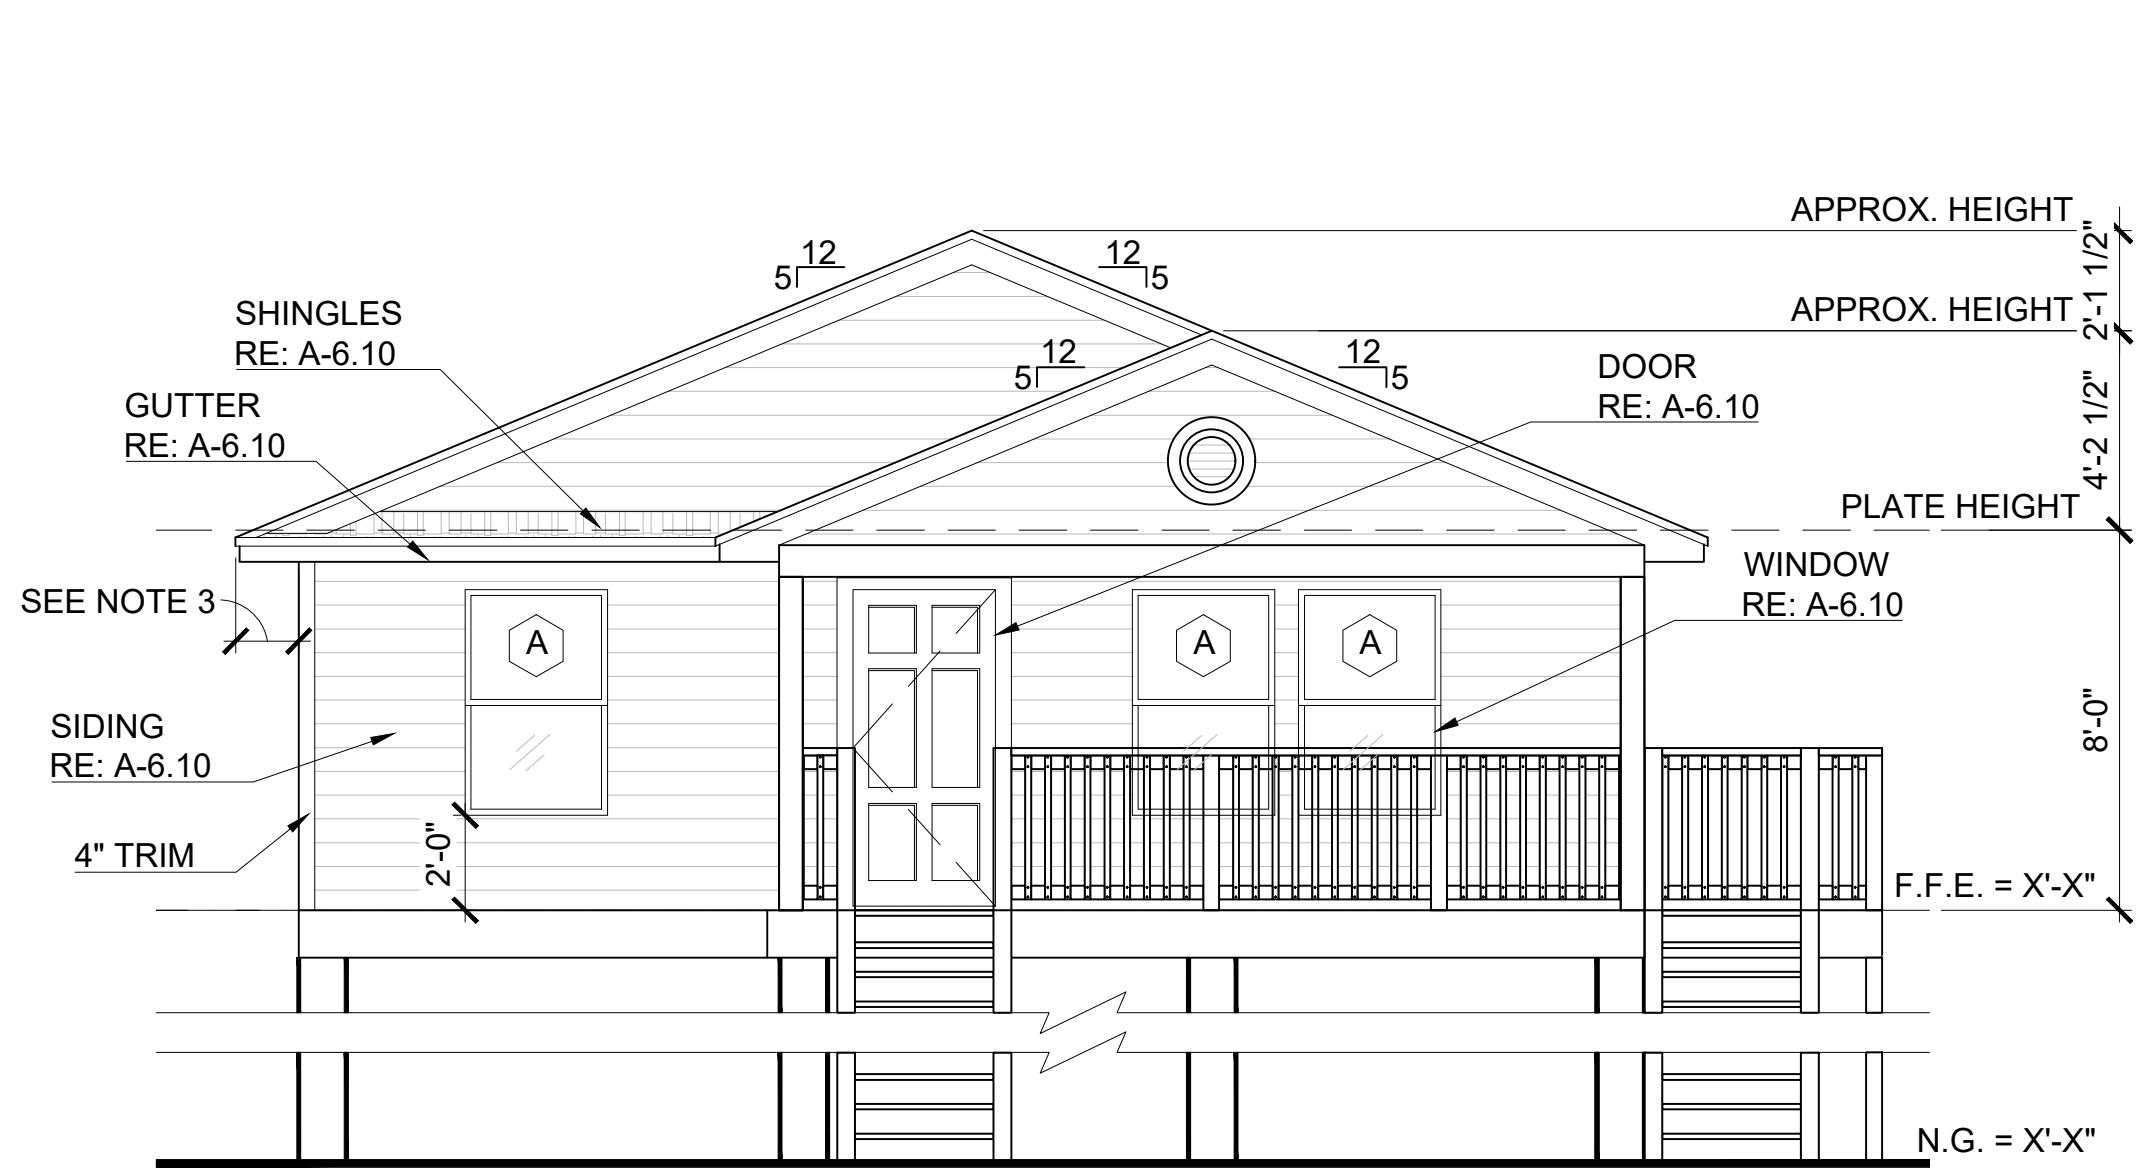 APPROX. HEIGHT
2'-1 1/2"
12
5
12
5
SHINGLES
RE: A-6.10
APPROX. HEIGHT
12
5
12
5
DOOR
RE: A-6.10
4'-2 1/2"
GUTTER
RE: A-6.10
PLATE HEIGHT
WINDOW
RE: A-6.10
SEE NOTE 3
A
A
A
8'-0"
SIDING
RE: A-6.10
2'-0"
4" TRIM
F.F.E. = X'-X"
N.G. = X'-X"